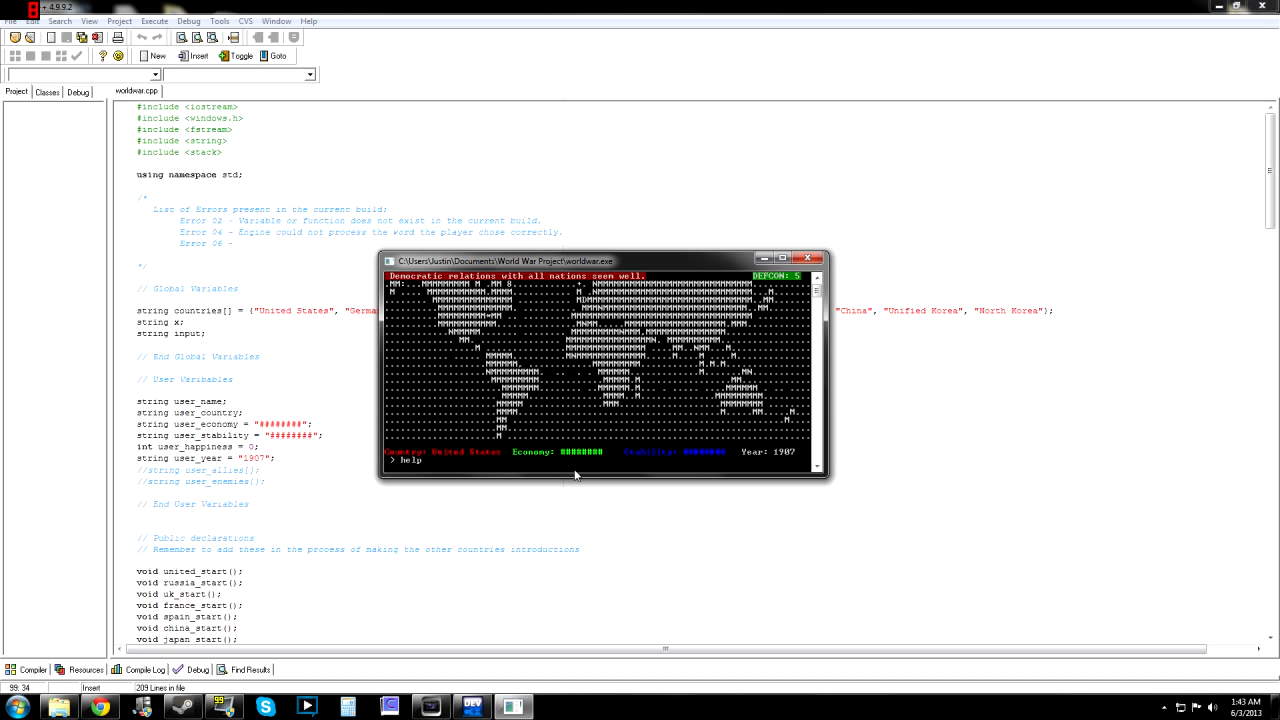 + 4.9.9.2
File Edit Search View Project Execute Debug Tools CVS Window Help
New Insert Toggle Goto
Project Classes Debug worldwar.cpp
#include <iostream>
#include <windows.h>
#include <fstream>
#include <string>
#include <stack>
using namespace std;
/*
List of Errors present in the current build:
Error 02 - Variable or function does not exist in the current build.
Error 04 - Engine could not process the word the player chose correctly.
Error 06 -
*/
// Global Variables
string countries[] = {"United States", "Germa
"China", "Unified Korea", "North Korea"};
string x;
string input;
// End Global Variables
// User Varibables
string user_name;
string user_country;
string user_economy = "########";
string user_stability = "########";
int user_happiness = 0;
string user_year = "1907";
//string user_allies[];
//string user_enemies[];
// End User Variables
// Public declarations
// Remember to add these in the process of making the other countries introductions
void united_start();
void russia_start();
void uk_start();
void france_start();
void spain_start();
void china_start();
void japan_start();
C:\Users\Justin\Documents\World War Project\worldwar.exe
Democratic relations with all nations seem well. DEFCON: 5
Country: United States Economy: ######## Stability: ######## Year: 1907
> help
Compiler Resources Compile Log Debug Find Results
99: 34 Insert 209 Lines in file
99
DEV
1:43 AM
6/3/2013